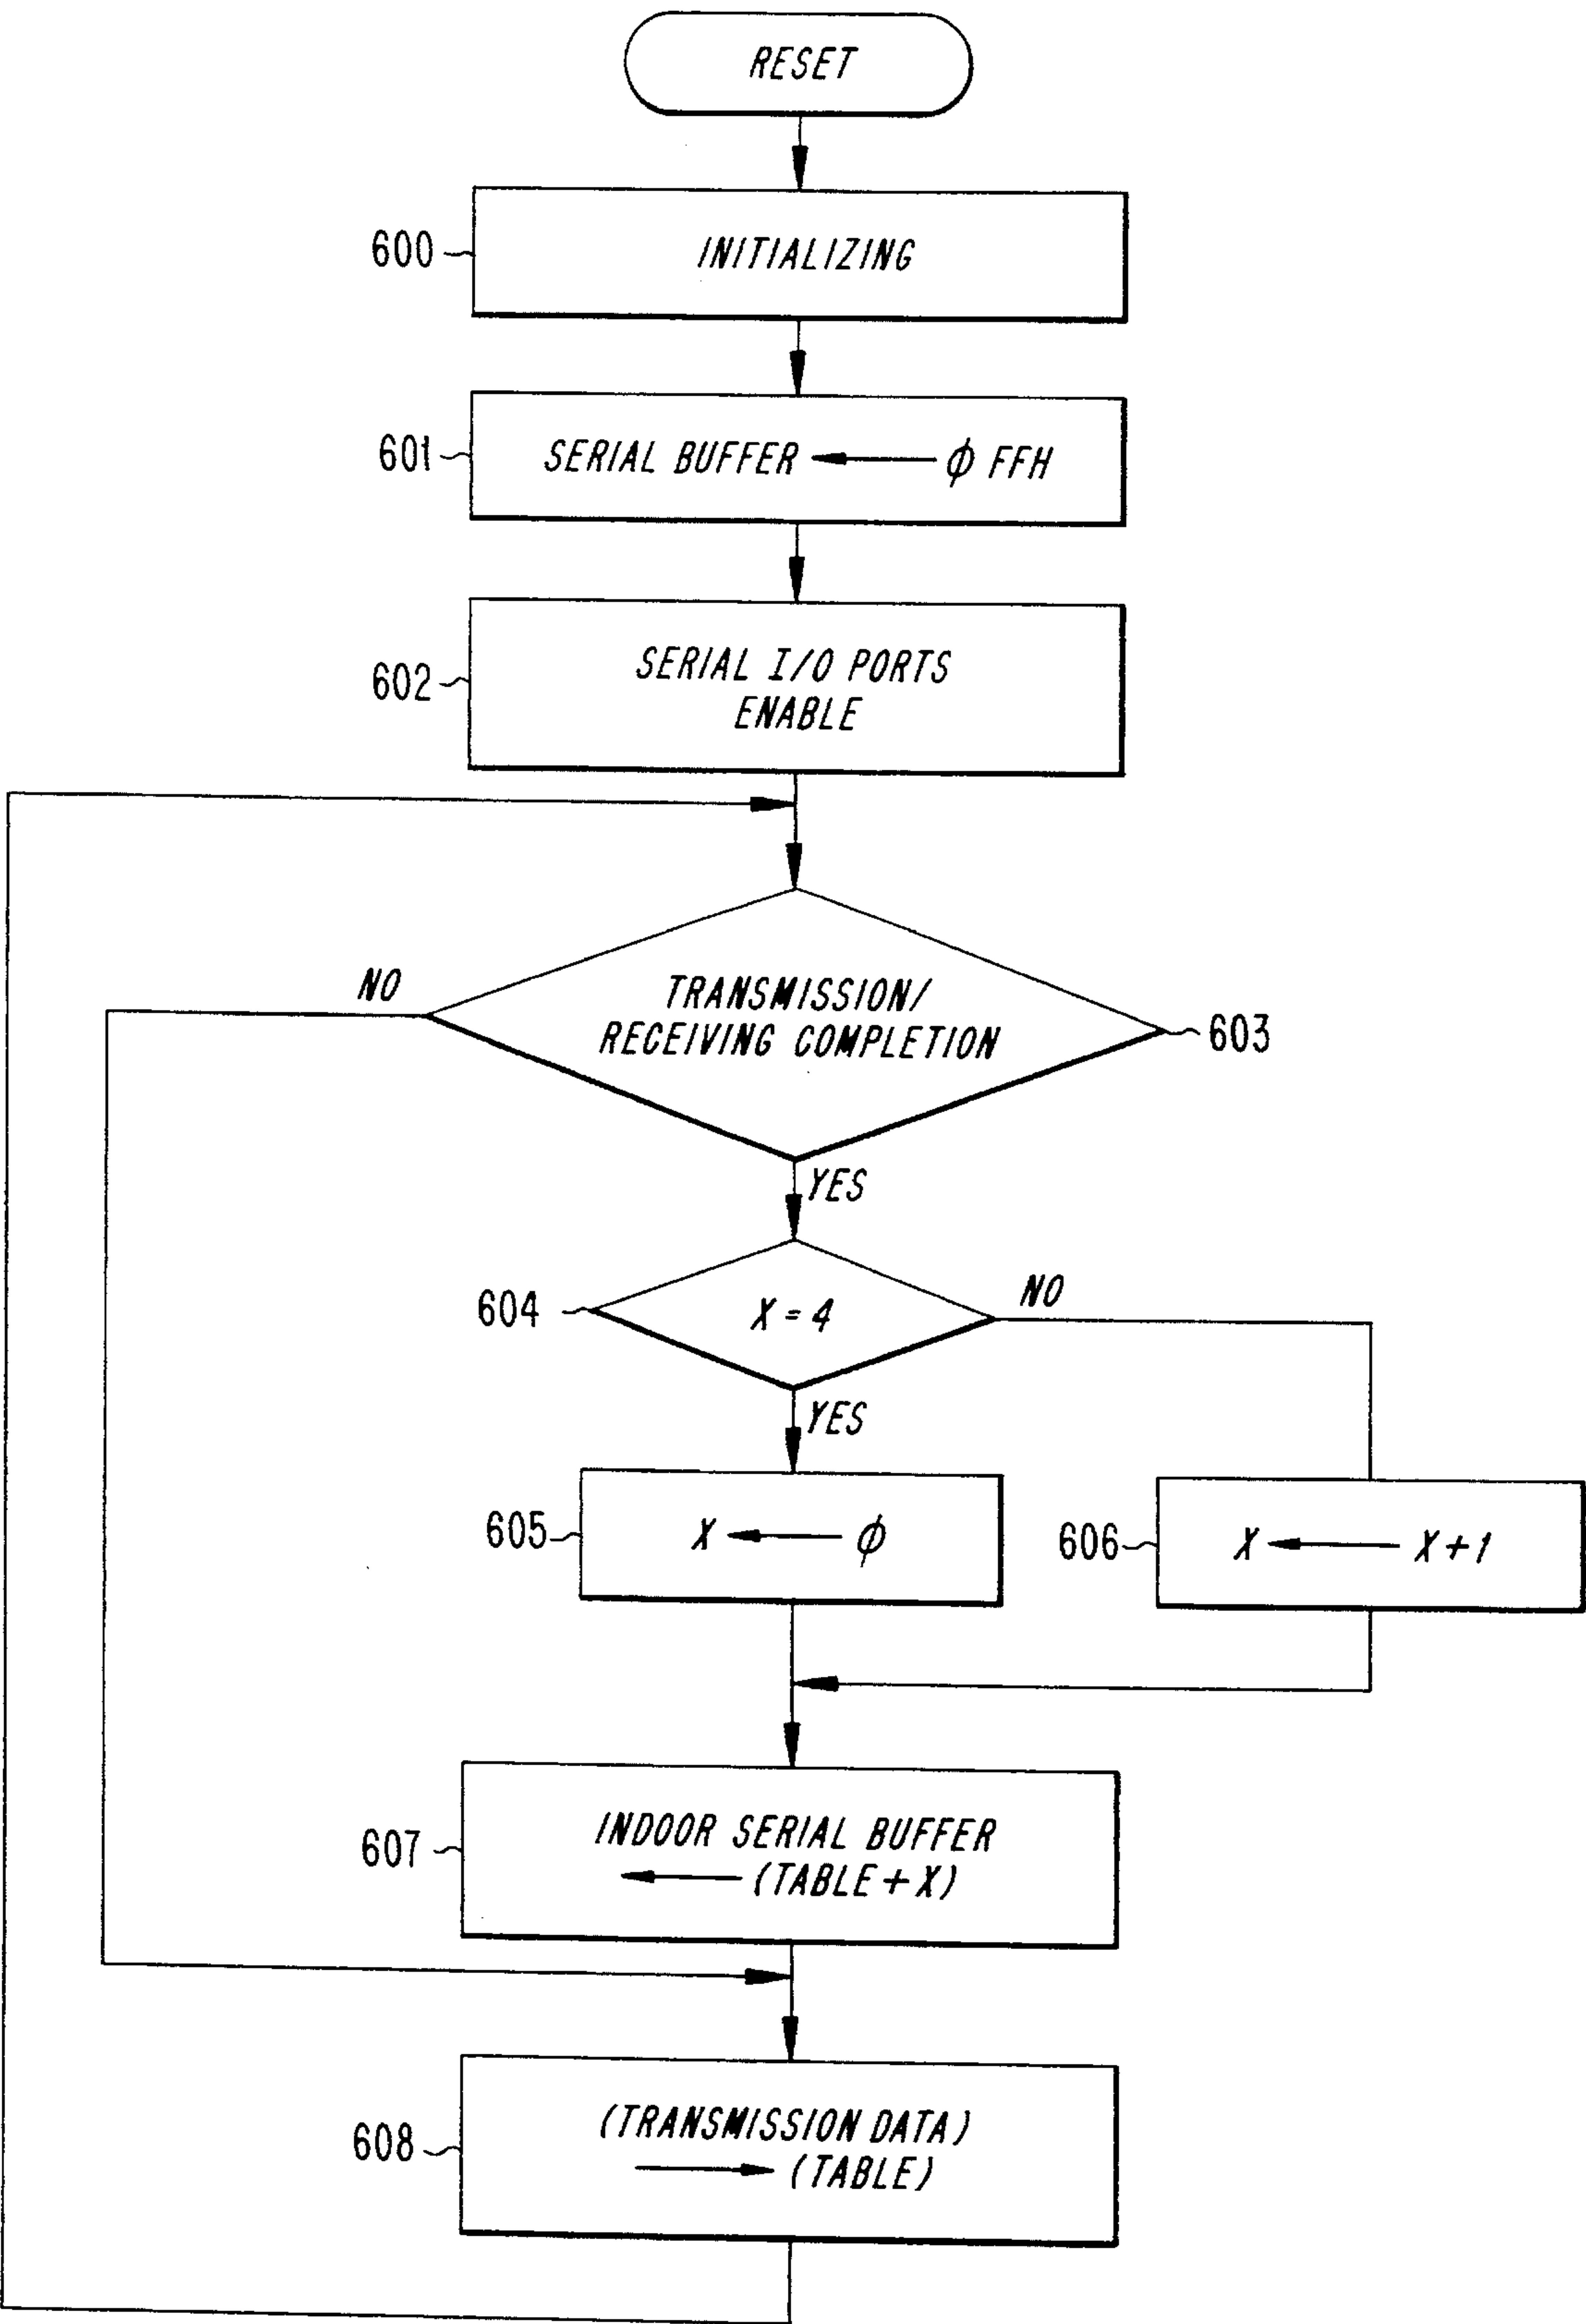 RESET
600
INITIALIZING
601
SERIAL BUFFER ← φ FFH
602
SERIAL I/O PORTS
ENABLE
NO
TRANSMISSION/
RECEIVING COMPLETION
603
YES
604
X = 4
NO
YES
605
X ← φ
606
X ← X+1
607
INDOOR SERIAL BUFFER
← (TABLE+X)
608
(TRANSMISSION DATA)
→ (TABLE)